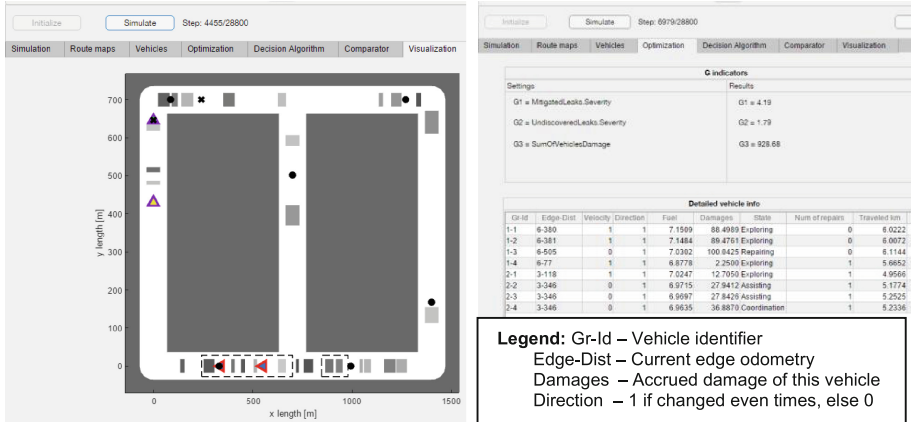 Initialize Simulate Step: 4455/28800
Simulation Route maps Vehicles Optimization Decision Algorithm Comparator Visualization
700
600
500
400
300
200
100
0
y length [m]
0 500 1000 1500
x length [m]
Initialize Simulate Step: 6979/28800
Simulation Route maps Vehicles Optimization Decision Algorithm Comparator Visualization
G indicators
Settings Results
G1 = MitigatedLeaks.Severity G1 = 4.19
G2 = UndiscoveredLeaks.Severity G2 = 1.79
G3 = SumOfVehiclesDamage G3 = 928.68
Detailed vehicle info
Gr-Id Edge-Dist Velocity Direction Fuel Damages State Num of repairs Traveled km
1-1 6-380 1 1 7.1509 88.4989 Exploring 0 6.0222
1-2 6-381 1 1 7.1484 89.4761 Exploring 0 6.0072
1-3 6-505 0 1 7.0302 100.0425 Repairing 0 6.1144
1-4 6-77 1 1 6.8778 2.2500 Exploring 1 5.6652
2-1 3-118 1 1 7.0247 12.7050 Exploring 1 4.9566
2-2 3-346 0 1 6.9715 27.9412 Assisting 1 5.1774
2-3 3-346 0 1 6.9697 27.8426 Assisting 1 5.2525
2-4 3-346 0 1 6.9635 36.8870 Coordination 1 5.2336
Legend: Gr-Id – Vehicle identifier
Edge-Dist – Current edge odometry
Damages – Accrued damage of this vehicle
Direction – 1 if changed even times, else 0